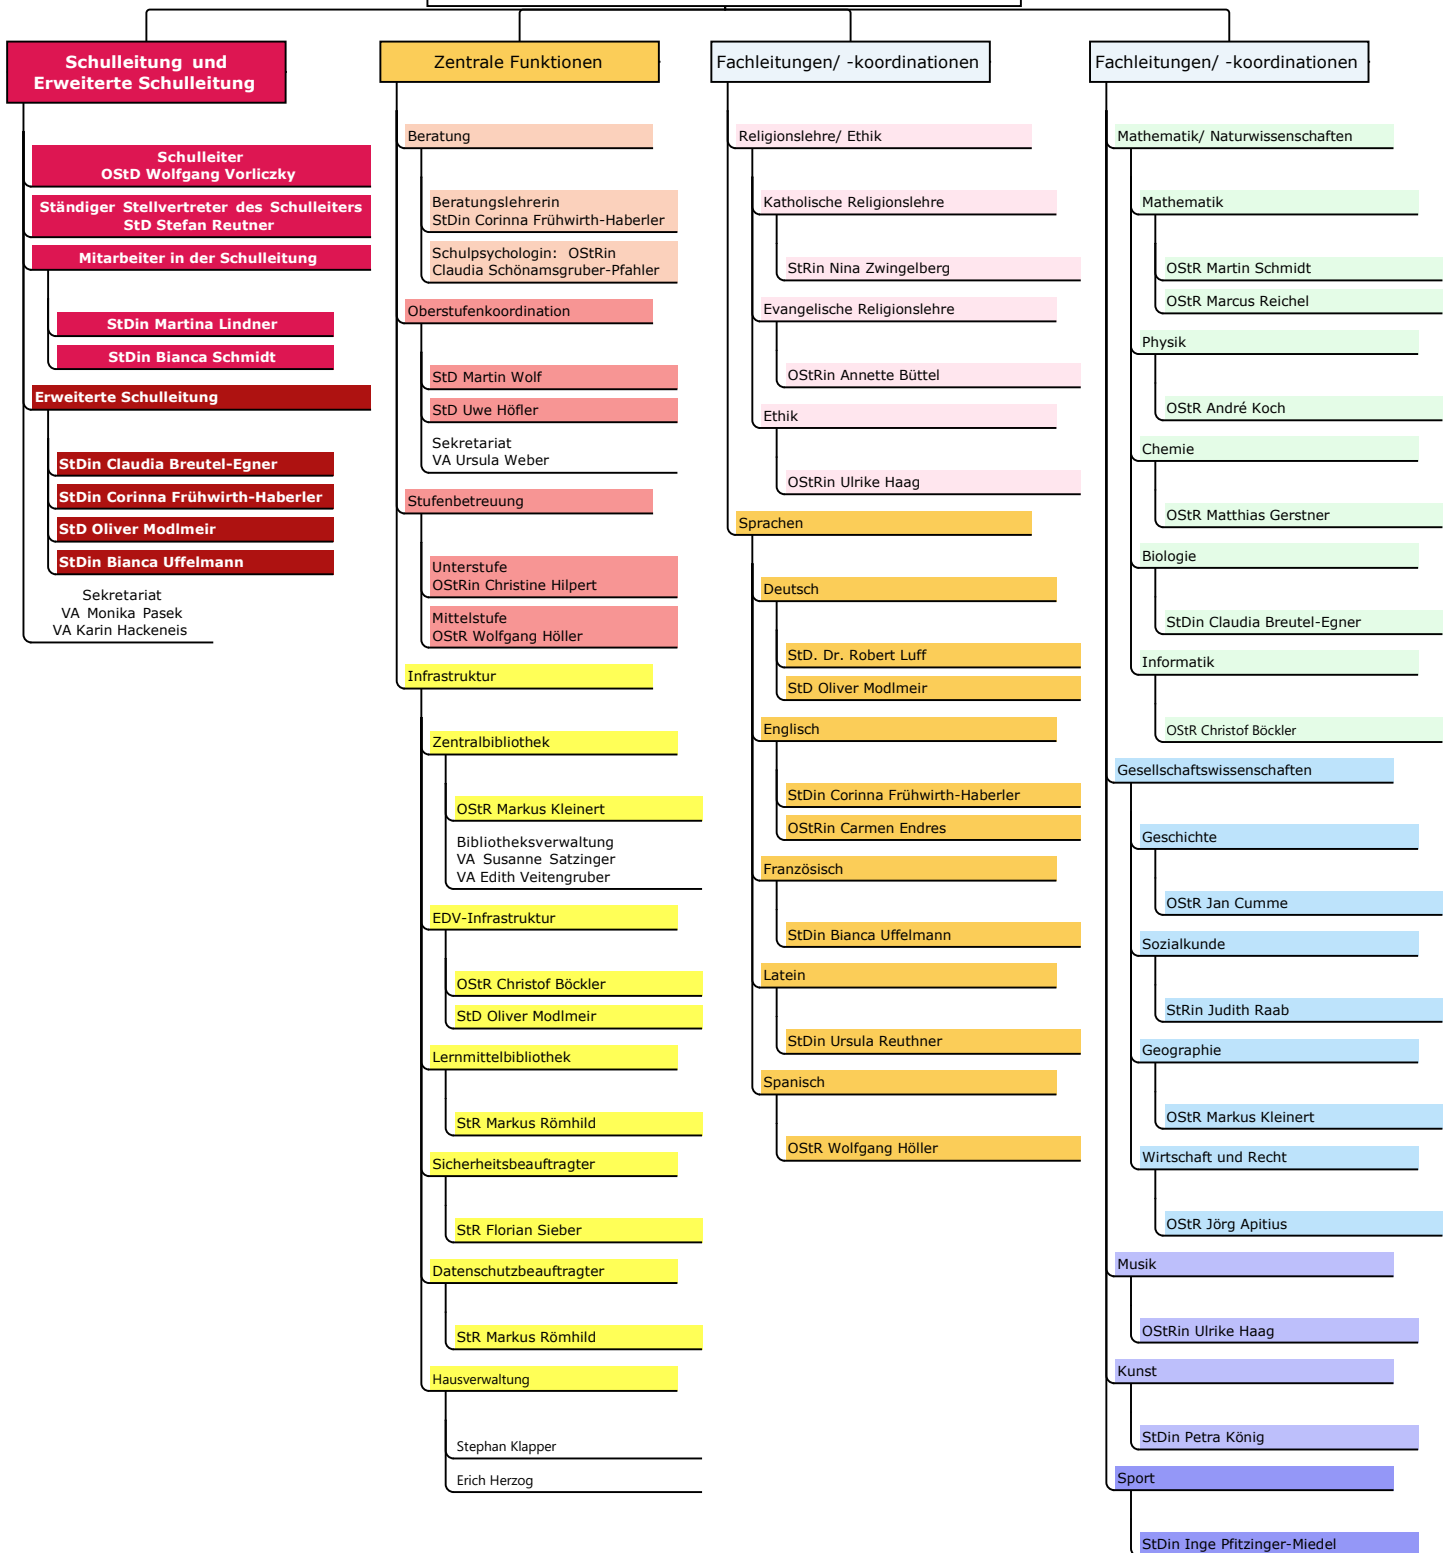 Schulleitung und
Erweiterte Schulleitung
Schulleiter
OStD Wolfgang Vorliczky
Ständiger Stellvertreter des Schulleiters
StD Stefan Reutner
Mitarbeiter in der Schulleitung
StDin Martina Lindner
StDin Bianca Schmidt
Erweiterte Schulleitung
StDin Claudia Breutel-Egner
StDin Corinna Frühwirth-Haberler
StD Oliver Modlmeir
StDin Bianca Uffelmann
Sekretariat
VA Monika Pasek
VA Karin Hackeneis
Zentrale Funktionen
Beratung
Beratungslehrerin
StDin Corinna Frühwirth-Haberler
Schulpsychologin: OStRin
Claudia Schönamsgruber-Pfahler
Oberstufenkoordination
StD Martin Wolf
StD Uwe Höfler
Sekretariat
VA Ursula Weber
Stufenbetreuung
Unterstufe
OStRin Christine Hilpert
Mittelstufe
OStR Wolfgang Höller
Infrastruktur
Zentralbibliothek
OStR Markus Kleinert
Bibliotheksverwaltung
VA Susanne Satzinger
VA Edith Veitengruber
EDV-Infrastruktur
OStR Christof Böckler
StD Oliver Modlmeir
Lernmittelbibliothek
StR Markus Römhild
Sicherheitsbeauftragter
StR Florian Sieber
Datenschutzbeauftragter
StR Markus Römhild
Hausverwaltung
Stephan Klapper
Erich Herzog
Fachleitungen/ -koordinationen
Religionslehre/ Ethik
Katholische Religionslehre
StRin Nina Zwingelberg
Evangelische Religionslehre
OStRin Annette Büttel
Ethik
OStRin Ulrike Haag
Sprachen
Deutsch
StD. Dr. Robert Luff
StD Oliver Modlmeir
Englisch
StDin Corinna Frühwirth-Haberler
OStRin Carmen Endres
Französisch
StDin Bianca Uffelmann
Latein
StDin Ursula Reuthner
Spanisch
OStR Wolfgang Höller
Fachleitungen/ -koordinationen
Mathematik/ Naturwissenschaften
Mathematik
OStR Martin Schmidt
OStR Marcus Reichel
Physik
OStR André Koch
Chemie
OStR Matthias Gerstner
Biologie
StDin Claudia Breutel-Egner
Informatik
OStR Christof Böckler
Gesellschaftswissenschaften
Geschichte
OStR Jan Cumme
Sozialkunde
StRin Judith Raab
Geographie
OStR Markus Kleinert
Wirtschaft und Recht
OStR Jörg Apitius
Musik
OStRin Ulrike Haag
Kunst
StDin Petra König
Sport
StDin Inge Pfitzinger-Miedel